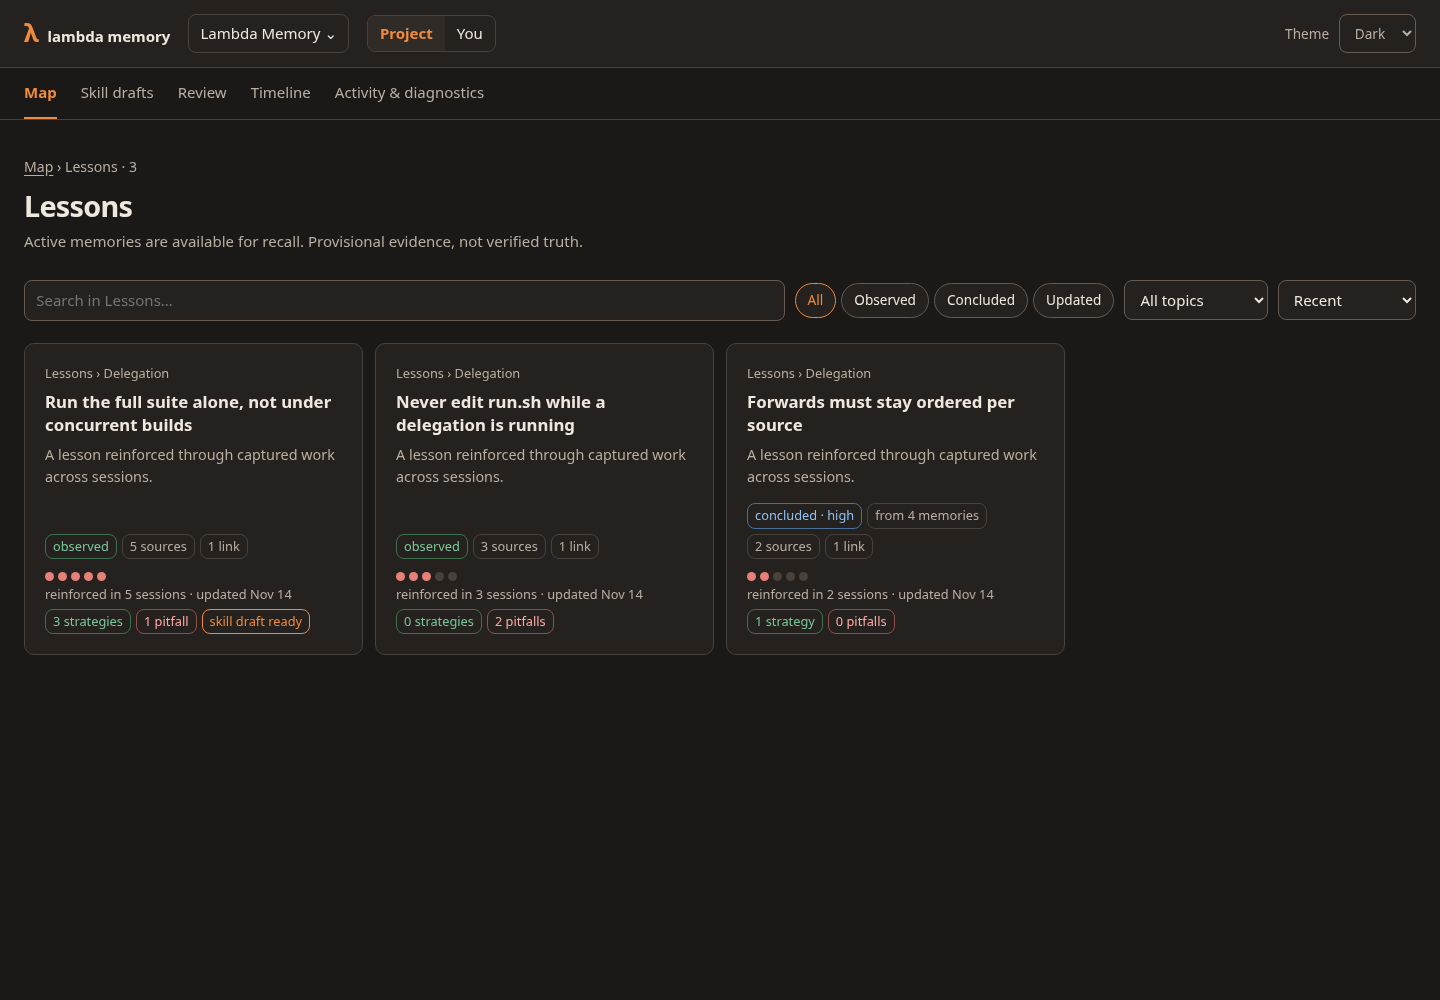 λ lambda memory Lambda Memory Project You Theme Dark
Map Skill drafts Review Timeline Activity & diagnostics
Map › Lessons · 3
Lessons
Active memories are available for recall. Provisional evidence, not verified truth.
Search in Lessons... All Observed Concluded Updated All topics Recent
Lessons › Delegation
Run the full suite alone, not under
concurrent builds
A lesson reinforced through captured work
across sessions.
observed 5 sources 1 link
reinforced in 5 sessions · updated Nov 14
3 strategies 1 pitfall skill draft ready
Lessons › Delegation
Never edit run.sh while a
delegation is running
A lesson reinforced through captured work
across sessions.
observed 3 sources 1 link
reinforced in 3 sessions · updated Nov 14
0 strategies 2 pitfalls
Lessons › Delegation
Forwards must stay ordered per
source
A lesson reinforced through captured work
across sessions.
concluded · high from 4 memories
2 sources 1 link
reinforced in 2 sessions · updated Nov 14
1 strategy 0 pitfalls